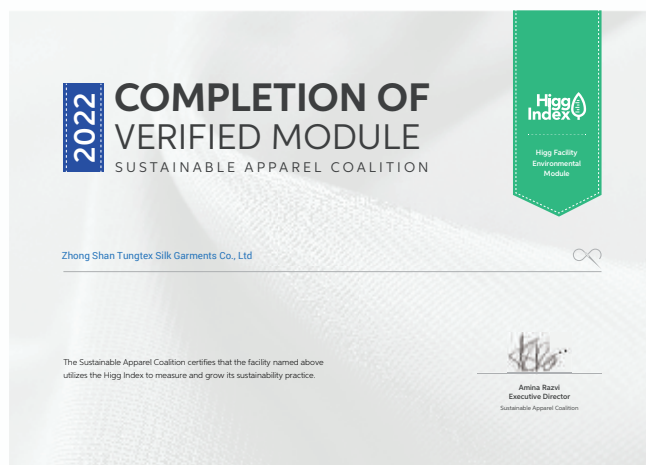 2022
COMPLETION OF
VERIFIED MODULE
SUSTAINABLE APPAREL COALITION
Higg
Index
Higg Facility
Environmental
Module
Zhong Shan Tungtex Silk Garments Co., Ltd
The Sustainable Apparel Coalition certifies that the facility named above
utilizes the Higg Index to measure and grow its sustainability practice.
Amina Razvi
Executive Director
Sustainable Apparel Coalition